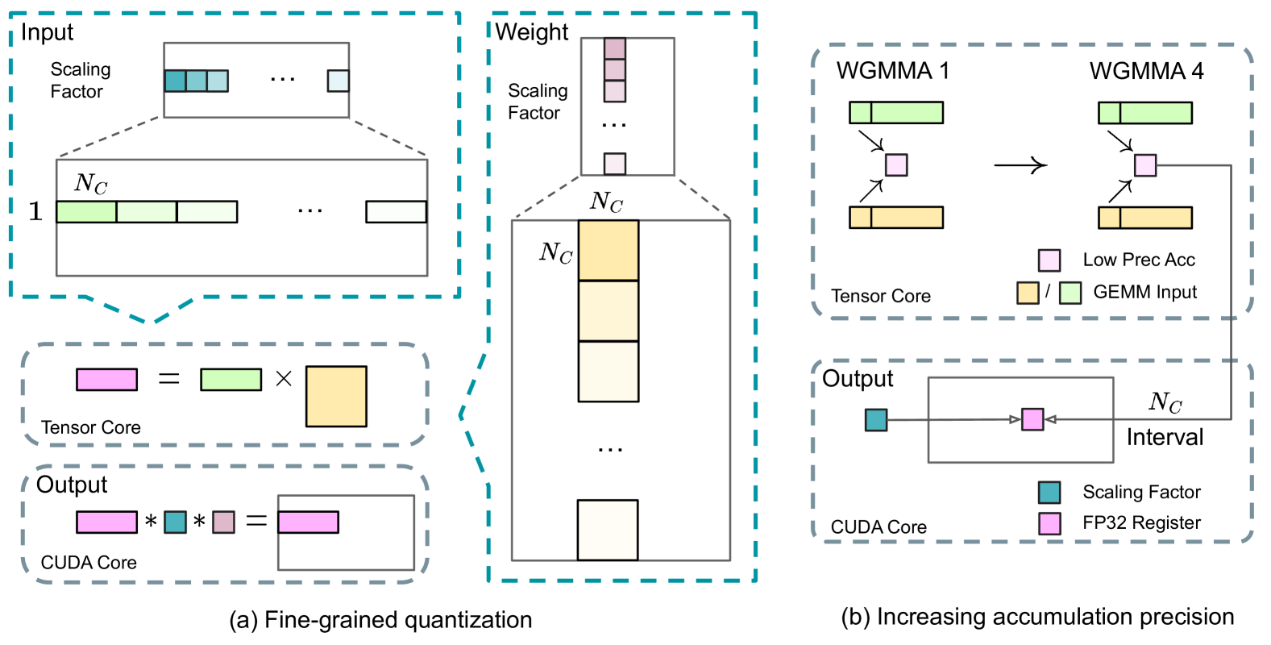 Input
Scaling
Factor
...
N_C
1
...
= ×
Tensor Core
Output
* * =
CUDA Core
Weight
Scaling
Factor
...
N_C
N_C
...
(a) Fine-grained quantization
WGMMA 1
WGMMA 4
Low Prec Acc
/ GEMM Input
Tensor Core
Output
N_C
Interval
Scaling Factor
FP32 Register
CUDA Core
(b) Increasing accumulation precision